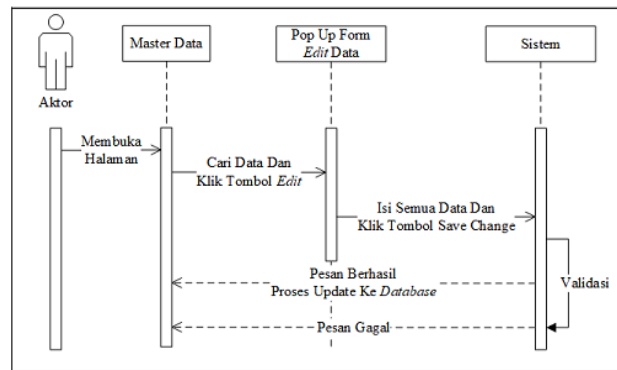 Master Data
Pop Up Form
Edit Data
Sistem
Aktor
Membuka
Halaman
Cari Data Dan
Klik Tombol Edit
Isi Semua Data Dan
Klik Tombol Save Change
Pesan Berhasil
Proses Update Ke Database
Validasi
Pesan Gagal